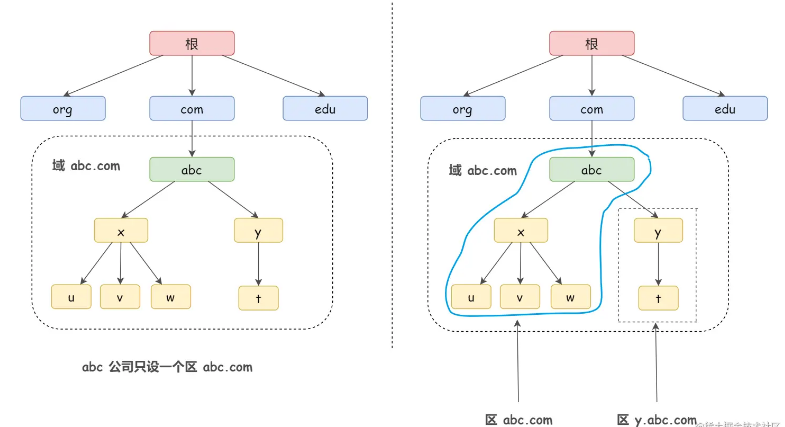 根
org com edu
域 abc.com
abc
x y
u v w t
abc 公司只设一个区 abc.com
根
org com edu
域 abc.com
abc
x y
u v w t
区 abc.com 区 y.abc.com